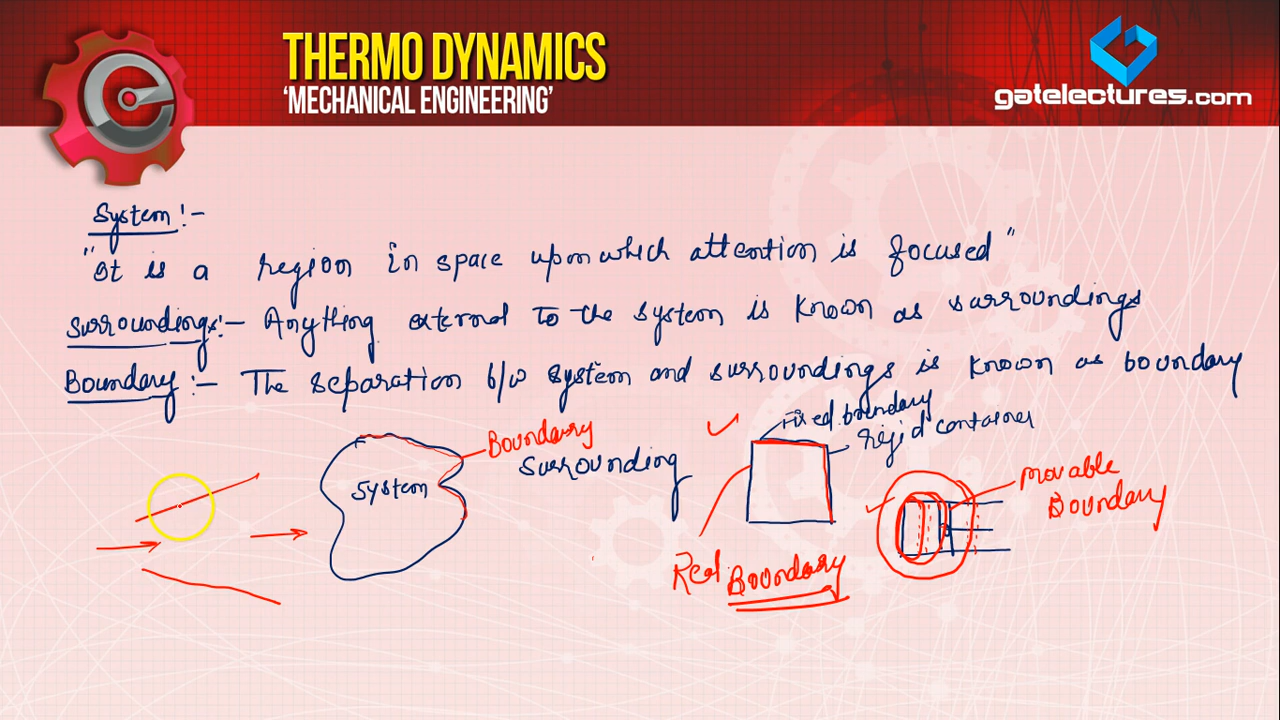 THERMO DYNAMICS
'MECHANICAL ENGINEERING'
gatelectures.com
System :-
"It is a region in space upon which attention is focused"
Surroundings :- Anything external to the system is known as surroundings
Boundary :- The separation b/w system and surroundings is known as boundary
Boundary
System
Surrounding
Fixed boundary
rigid container
Movable
Boundary
Real Boundary